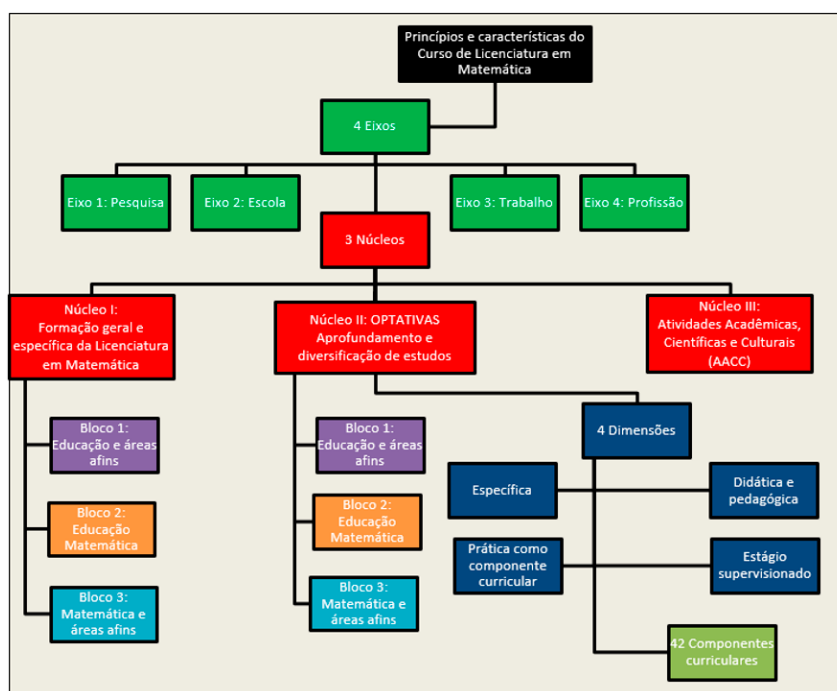 Princípios e características do
Curso de Licenciatura em
Matemática
4 Eixos
Eixo 1: Pesquisa
Eixo 2: Escola
Eixo 3: Trabalho
Eixo 4: Profissão
3 Núcleos
Núcleo I:
Formação geral e
específica da Licenciatura
em Matemática
Núcleo II: OPTATIVAS
Aprofundamento e
diversificação de estudos
Núcleo III:
Atividades Acadêmicas,
Científicas e Culturais
(AACC)
Bloco 1:
Educação e áreas
afins
Bloco 2:
Educação
Matemática
Bloco 3:
Matemática e
áreas afins
Bloco 1:
Educação e áreas
afins
Bloco 2:
Educação
Matemática
Bloco 3:
Matemática e
áreas afins
4 Dimensões
Específica
Didática e
pedagógica
Prática como
componente
curricular
Estágio
supervisionado
42 Componentes
curriculares